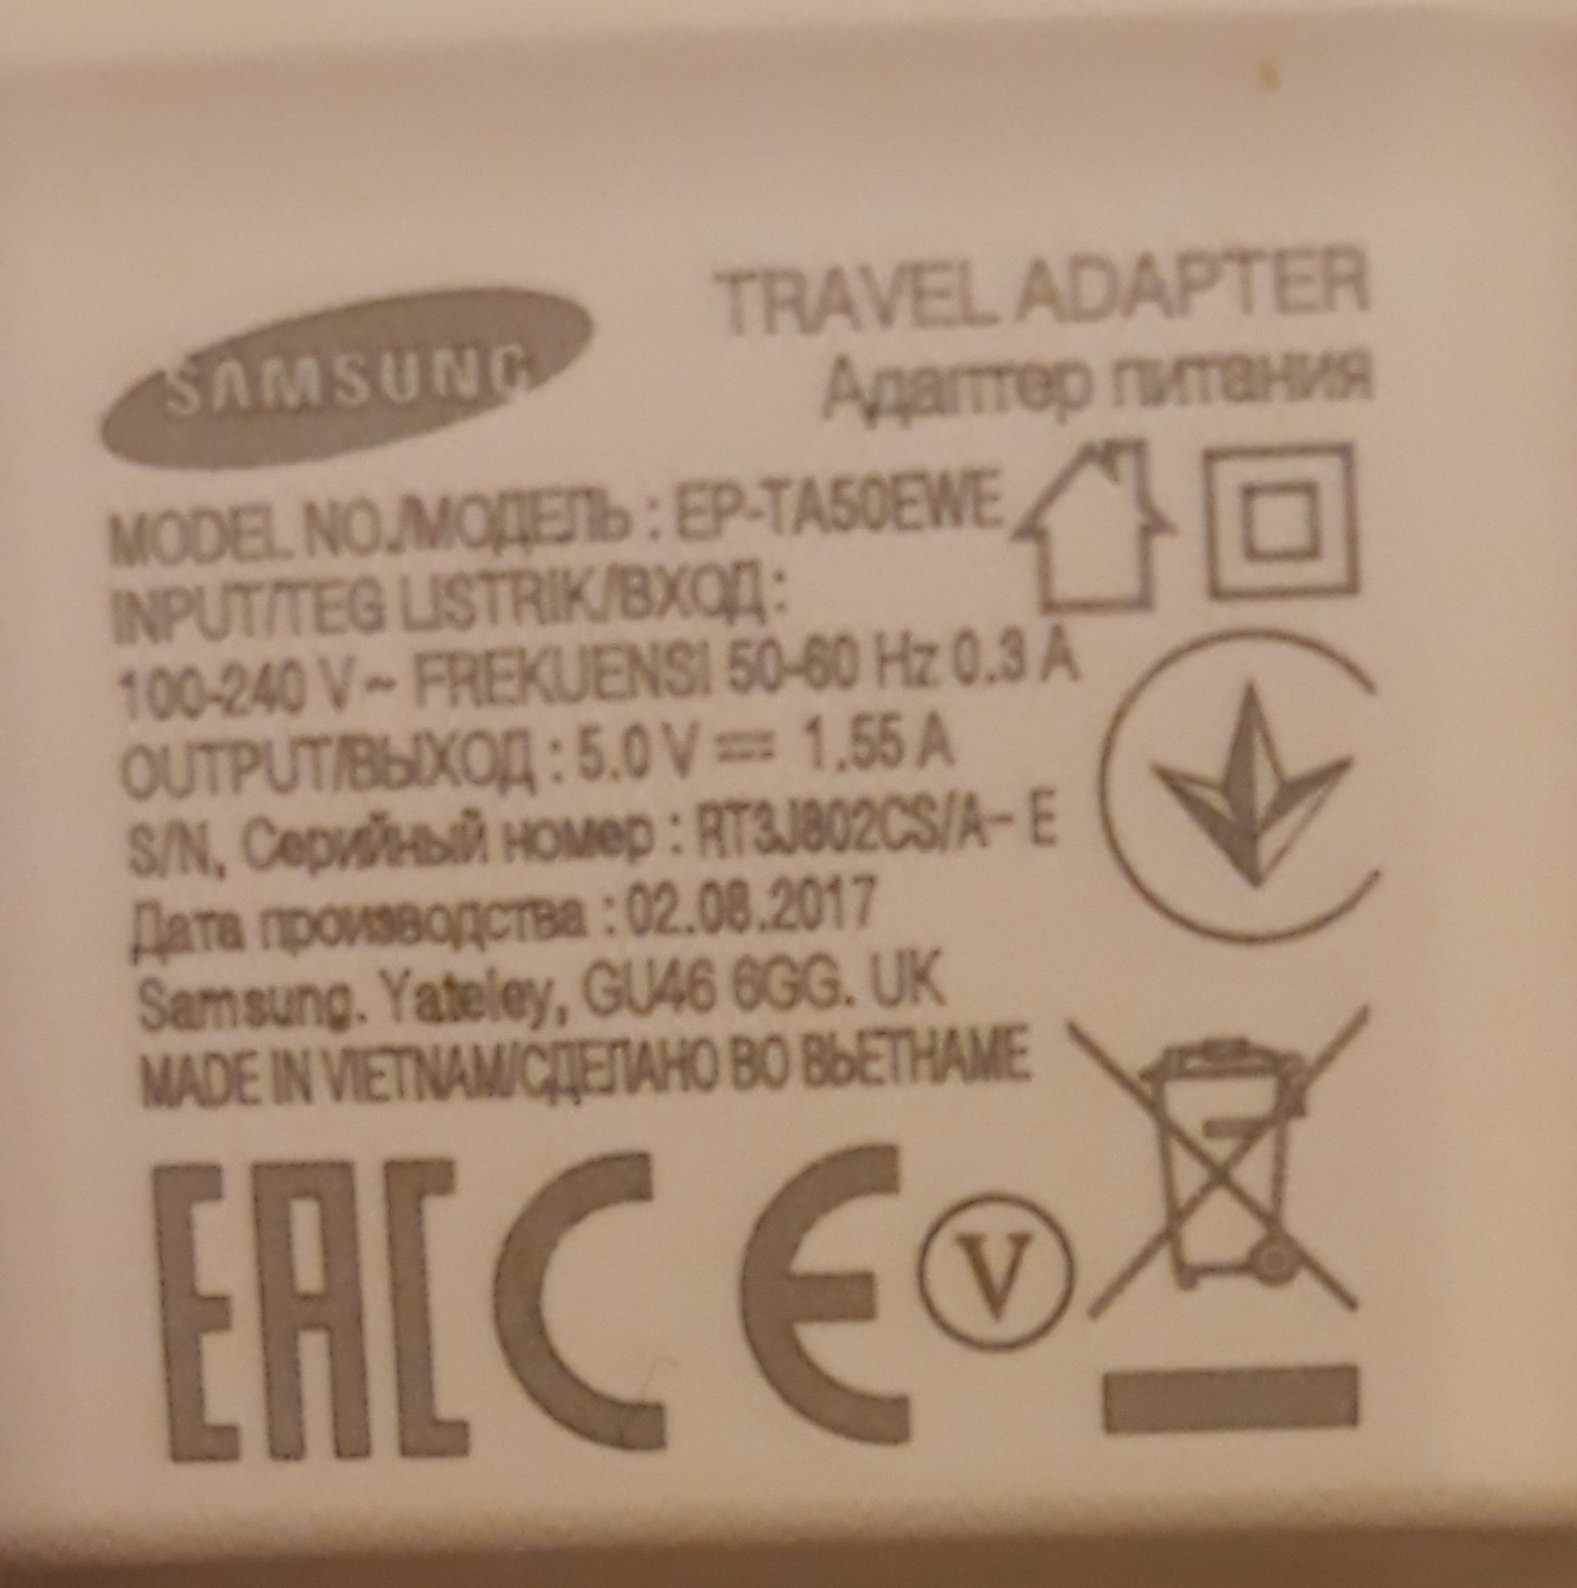 SAMSUNG
TRAVEL ADAPTER
Адаптер питания
MODEL NO./МОДЕЛЬ : EP-TA50EWE
INPUT/TEG LISTRIK/ВХОД :
100-240 V ~ FREKUENSI 50-60 Hz 0.3 A
OUTPUT/ВЫХОД : 5.0 V ⎓ 1.55 A
S/N, Серийный номер : RT3J802CS/A- E
Дата производства : 02.08.2017
Samsung. Yateley, GU46 6GG. UK
MADE IN VIETNAM/СДЕЛАНО ВО ВЬЕТНАМЕ
EAC CE V